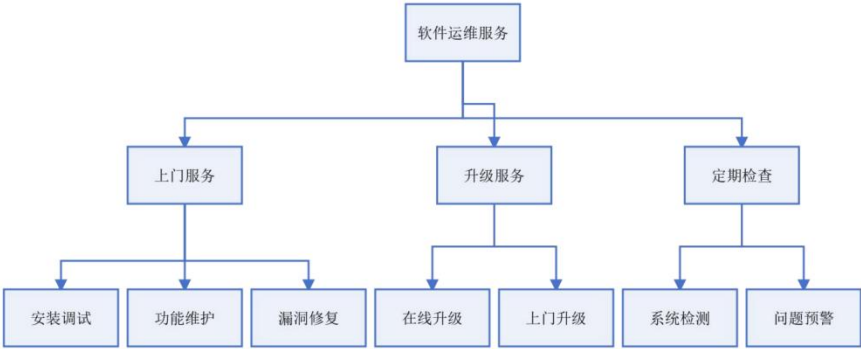 软件运维服务
上门服务
升级服务
定期检查
安装调试
功能维护
漏洞修复
在线升级
上门升级
系统检测
问题预警